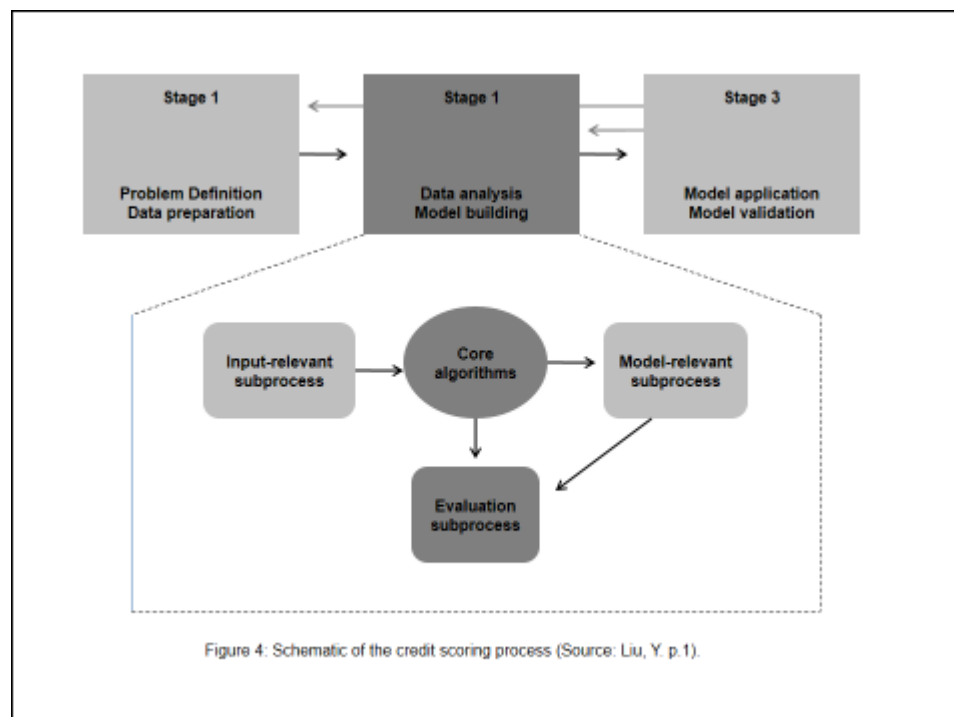 Stage 1
Problem Definition
Data preparation
Stage 1
Data analysis
Model building
Stage 3
Model application
Model validation
Input-relevant
subprocess
Core
algorithms
Model-relevant
subprocess
Evaluation
subprocess
Figure 4: Schematic of the credit scoring process (Source: Liu, Y. p.1).